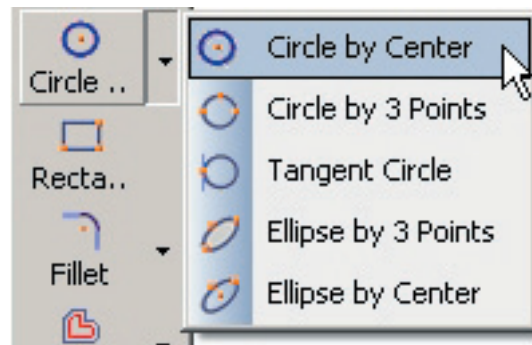 Circle ..
Recta..
Fillet
Circle by Center
Circle by 3 Points
Tangent Circle
Ellipse by 3 Points
Ellipse by Center